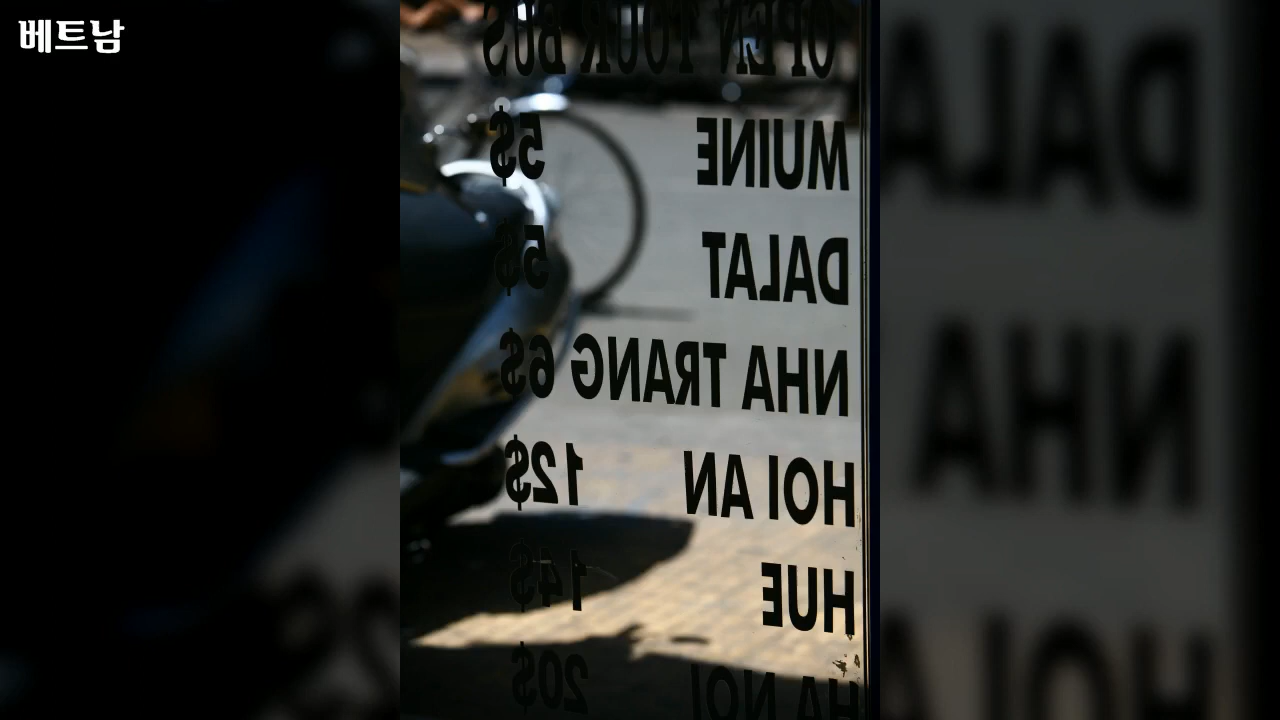 베트남
OPEN TOUR BUS
MUINE 5$
DALAT 5$
NHA TRANG 6$
HOI AN 12$
HUE 14$
HA NOI 20$